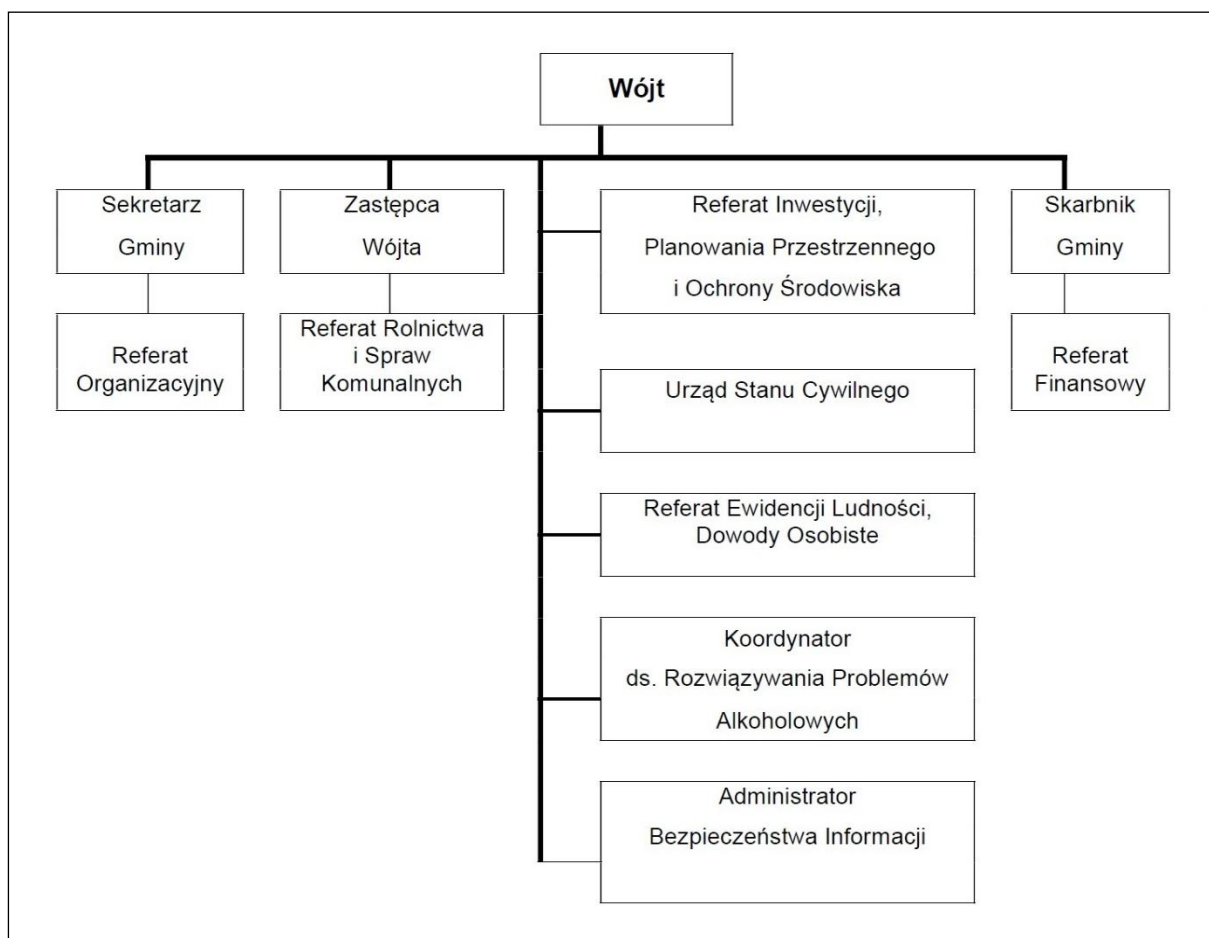 Wójt
Sekretarz
Gminy
Zastępca
Wójta
Referat Inwestycji,
Planowania Przestrzennego
i Ochrony Środowiska
Skarbnik
Gminy
Referat
Organizacyjny
Referat Rolnictwa
i Spraw
Komunalnych
Referat
Finansowy
Urząd Stanu Cywilnego
Referat Ewidencji Ludności,
Dowody Osobiste
Koordynator
ds. Rozwiązywania Problemów
Alkoholowych
Administrator
Bezpieczeństwa Informacji